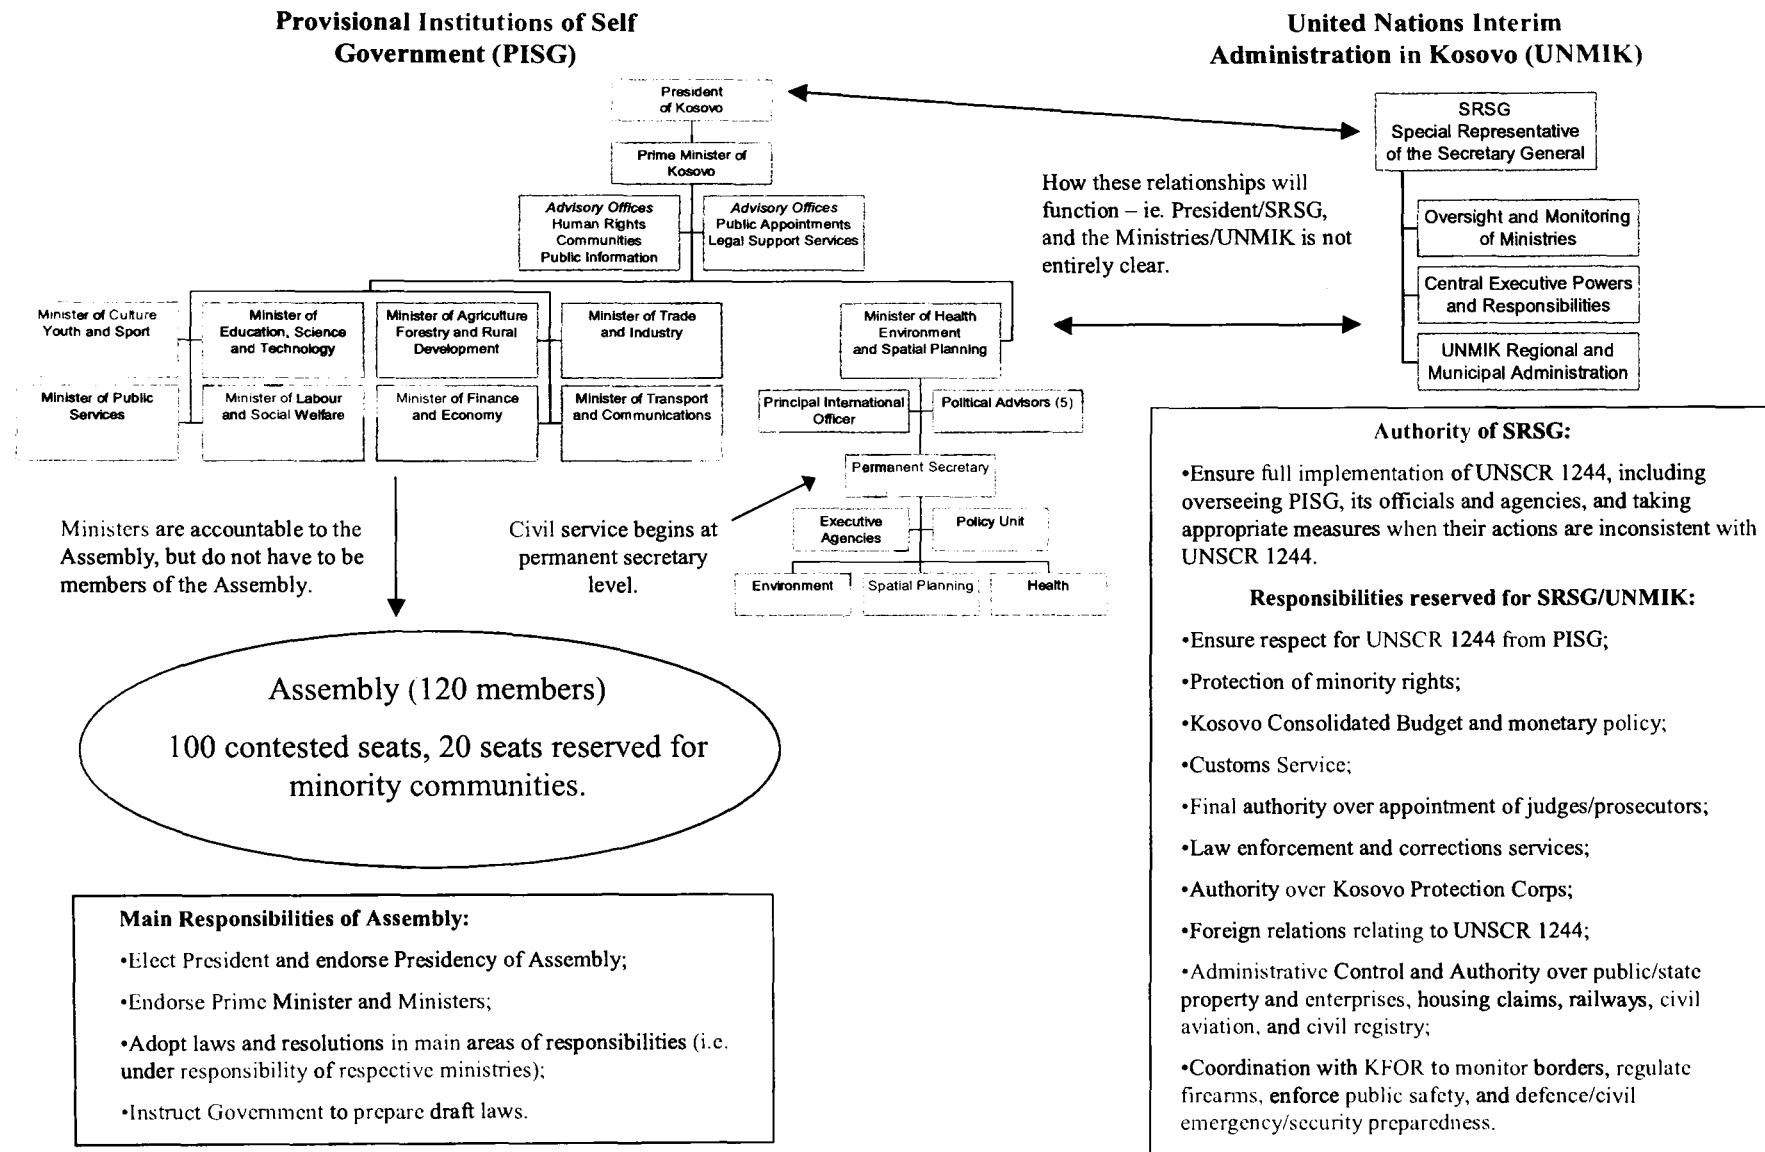 Provisional Institutions of Self
Government (PISG)
United Nations Interim
Administration in Kosovo (UNMIK)
President
of Kosovo
Prime Minister of
Kosovo
Advisory Offices
Human Rights
Communities
Public Information
Advisory Offices
Public Appointments
Legal Support Services
SRSG
Special Representative
of the Secretary General
How these relationships will
function – ie. President/SRSG,
and the Ministries/UNMIK is not
entirely clear.
Oversight and Monitoring
of Ministries
Central Executive Powers
and Responsibilities
UNMIK Regional and
Municipal Administration
Minister of Culture
Youth and Sport
Minister of
Education, Science
and Technology
Minister of Agriculture
Forestry and Rural
Development
Minister of Trade
and Industry
Minister of Health
Environment
and Spatial Planning
Minister of Public
Services
Minister of Labour
and Social Welfare
Minister of Finance
and Economy
Minister of Transport
and Communications
Principal International
Officer
Political Advisors (5)
Permanent Secretary
Executive
Agencies
Policy Unit
Environment
Spatial Planning
Health
Ministers are accountable to the
Assembly, but do not have to be
members of the Assembly.
Civil service begins at
permanent secretary
level.
Assembly (120 members)
100 contested seats, 20 seats reserved for
minority communities.
Main Responsibilities of Assembly:
•Elect President and endorse Presidency of Assembly;
•Endorse Prime Minister and Ministers;
•Adopt laws and resolutions in main areas of responsibilities (i.e.
under responsibility of respective ministries);
•Instruct Government to prepare draft laws.
Authority of SRSG:
•Ensure full implementation of UNSCR 1244, including
overseeing PISG, its officials and agencies, and taking
appropriate measures when their actions are inconsistent with
UNSCR 1244.
Responsibilities reserved for SRSG/UNMIK:
•Ensure respect for UNSCR 1244 from PISG;
•Protection of minority rights;
•Kosovo Consolidated Budget and monetary policy;
•Customs Service;
•Final authority over appointment of judges/prosecutors;
•Law enforcement and corrections services;
•Authority over Kosovo Protection Corps;
•Foreign relations relating to UNSCR 1244;
•Administrative Control and Authority over public/state
property and enterprises, housing claims, railways, civil
aviation, and civil registry;
•Coordination with KFOR to monitor borders, regulate
firearms, enforce public safety, and defence/civil
emergency/security preparedness.